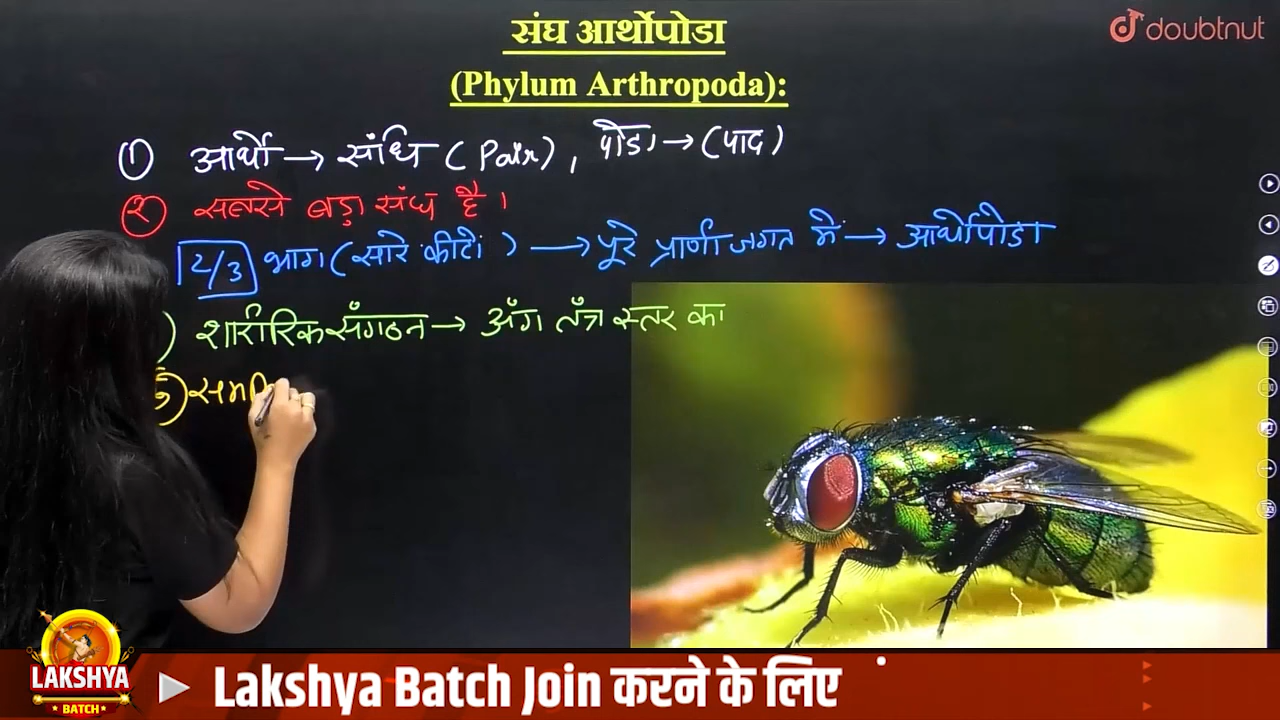 संघ आर्थोपोडा
doubtnut
(Phylum Arthropoda):
① आर्थो → संधि (Pair), पोडा → (पाद)
② सबसे बड़ा संघ है।
2/3 भाग (सारे कीटो) → पूरे प्राणी जगत में → आर्थोपोडा
) शारीरिक संगठन → अँग तँत्र स्तर का
सममि
LAKSHYA
BATCH
Lakshya Batch Join करने के लिए